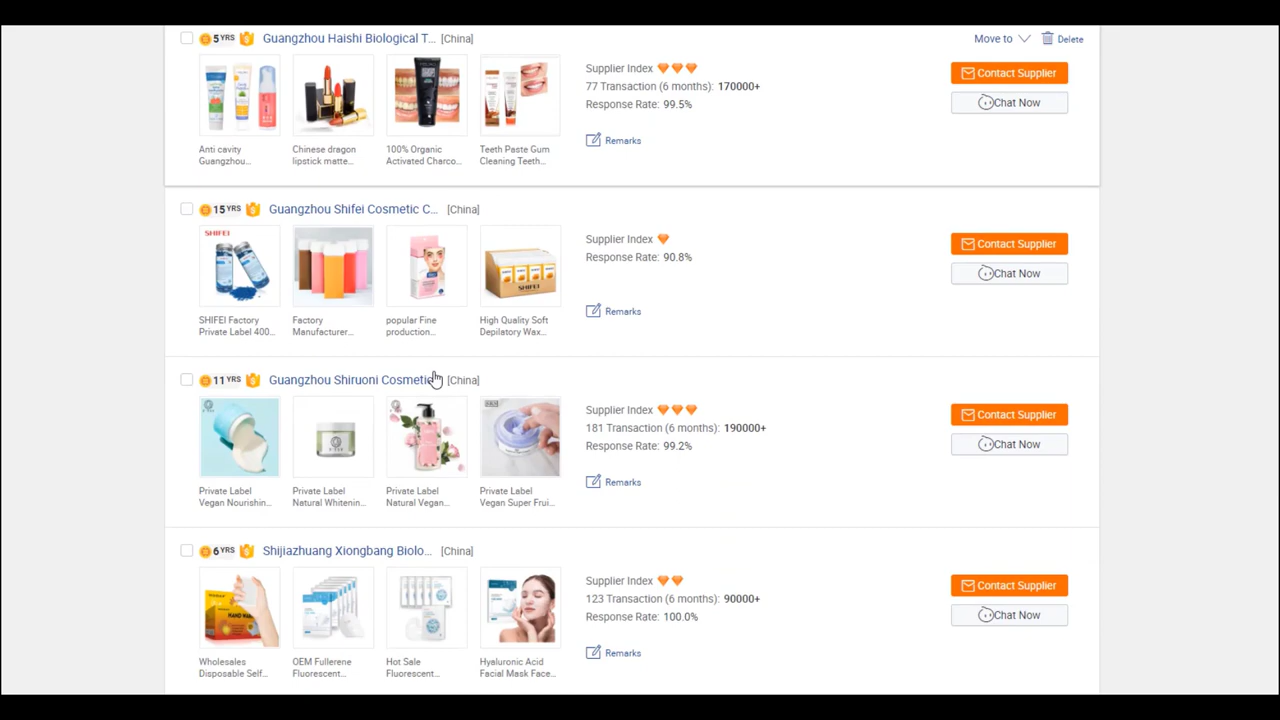 5 YRS Guangzhou Haishi Biological T... [China]
Move to
Delete
Supplier Index
77 Transaction (6 months): 170000+
Response Rate: 99.5%
Remarks
Contact Supplier
Chat Now
Anti cavity
Guangzhou...
Chinese dragon
lipstick matte...
100% Organic
Activated Charco...
Teeth Paste Gum
Cleaning Teeth...
15 YRS Guangzhou Shifei Cosmetic C... [China]
SHIFEI
SHIFEI
Supplier Index
Response Rate: 90.8%
Remarks
Contact Supplier
Chat Now
SHIFEI Factory
Private Label 400...
Factory
Manufacturer...
popular Fine
production...
High Quality Soft
Depilatory Wax...
11 YRS Guangzhou Shiruoni Cosmetic [China]
Supplier Index
181 Transaction (6 months): 190000+
Response Rate: 99.2%
Remarks
Contact Supplier
Chat Now
Private Label
Vegan Nourishin...
Private Label
Natural Whitenin...
Private Label
Natural Vegan...
Private Label
Vegan Super Frui...
6 YRS Shijiazhuang Xiongbang Biolo... [China]
HAND WAR
Supplier Index
123 Transaction (6 months): 90000+
Response Rate: 100.0%
Remarks
Contact Supplier
Chat Now
Wholesales
Disposable Self...
OEM Fullerene
Fluorescent...
Hot Sale
Fluorescent...
Hyaluronic Acid
Facial Mask Face...